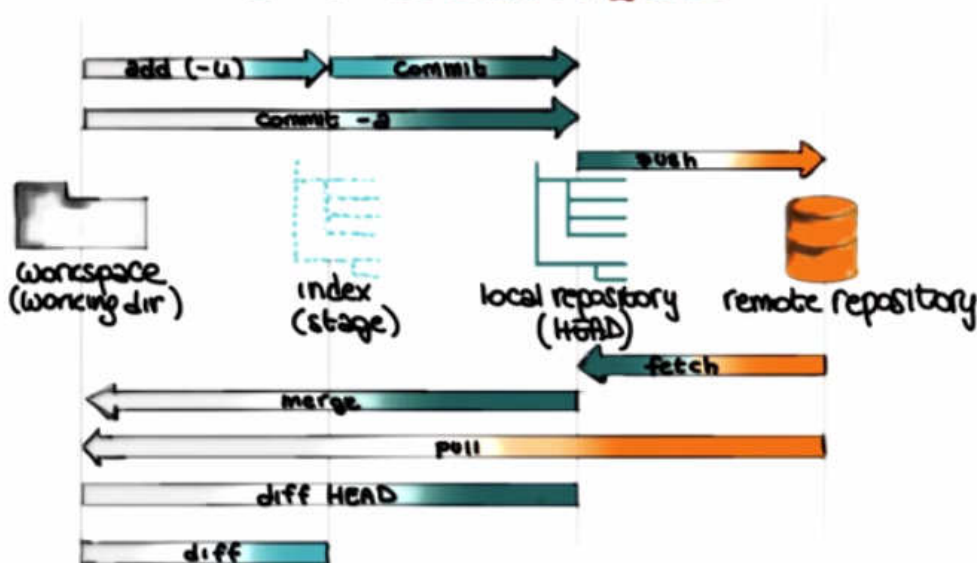 add (-u)
commit
commit -a
push
workspace
(working dir)
index
(stage)
local repository
(HEAD)
remote repository
fetch
merge
pull
diff HEAD
diff